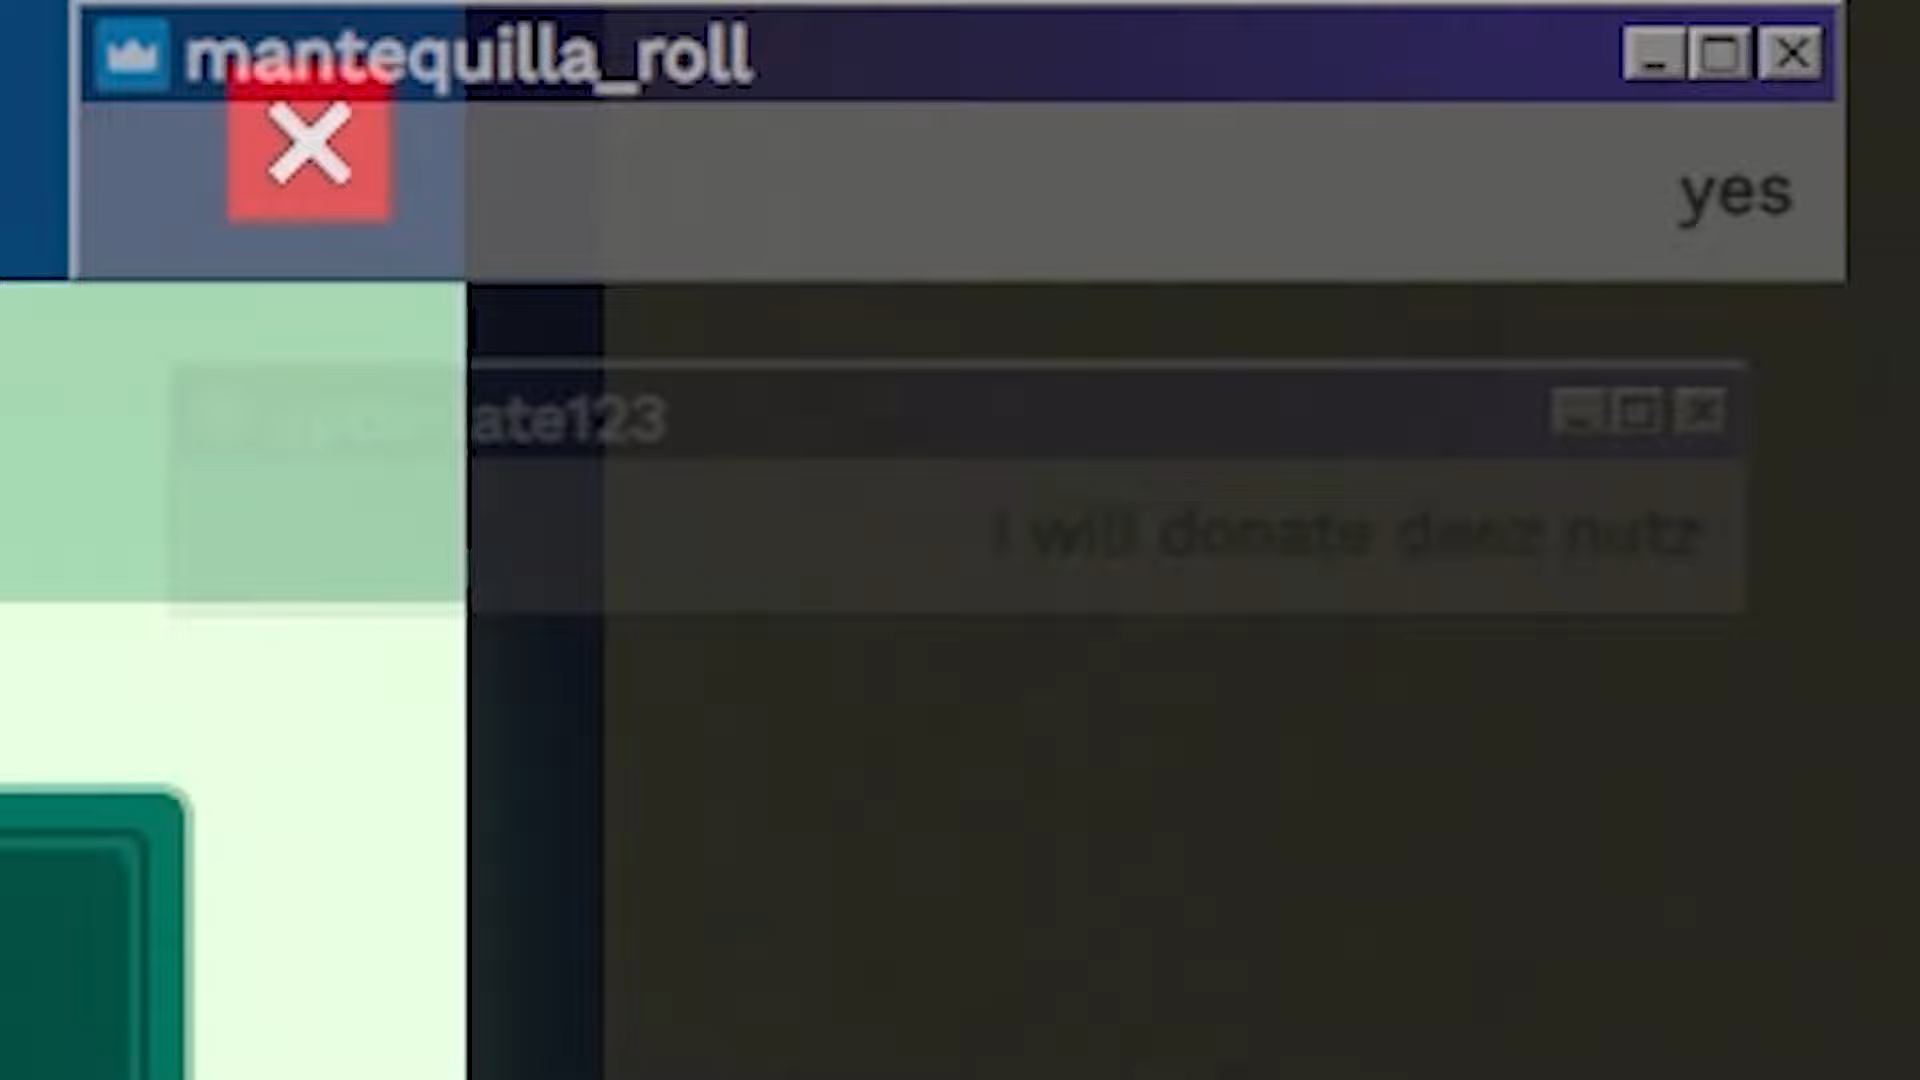 mantequilla_roll
yes
ate123
I will donate deez nutz